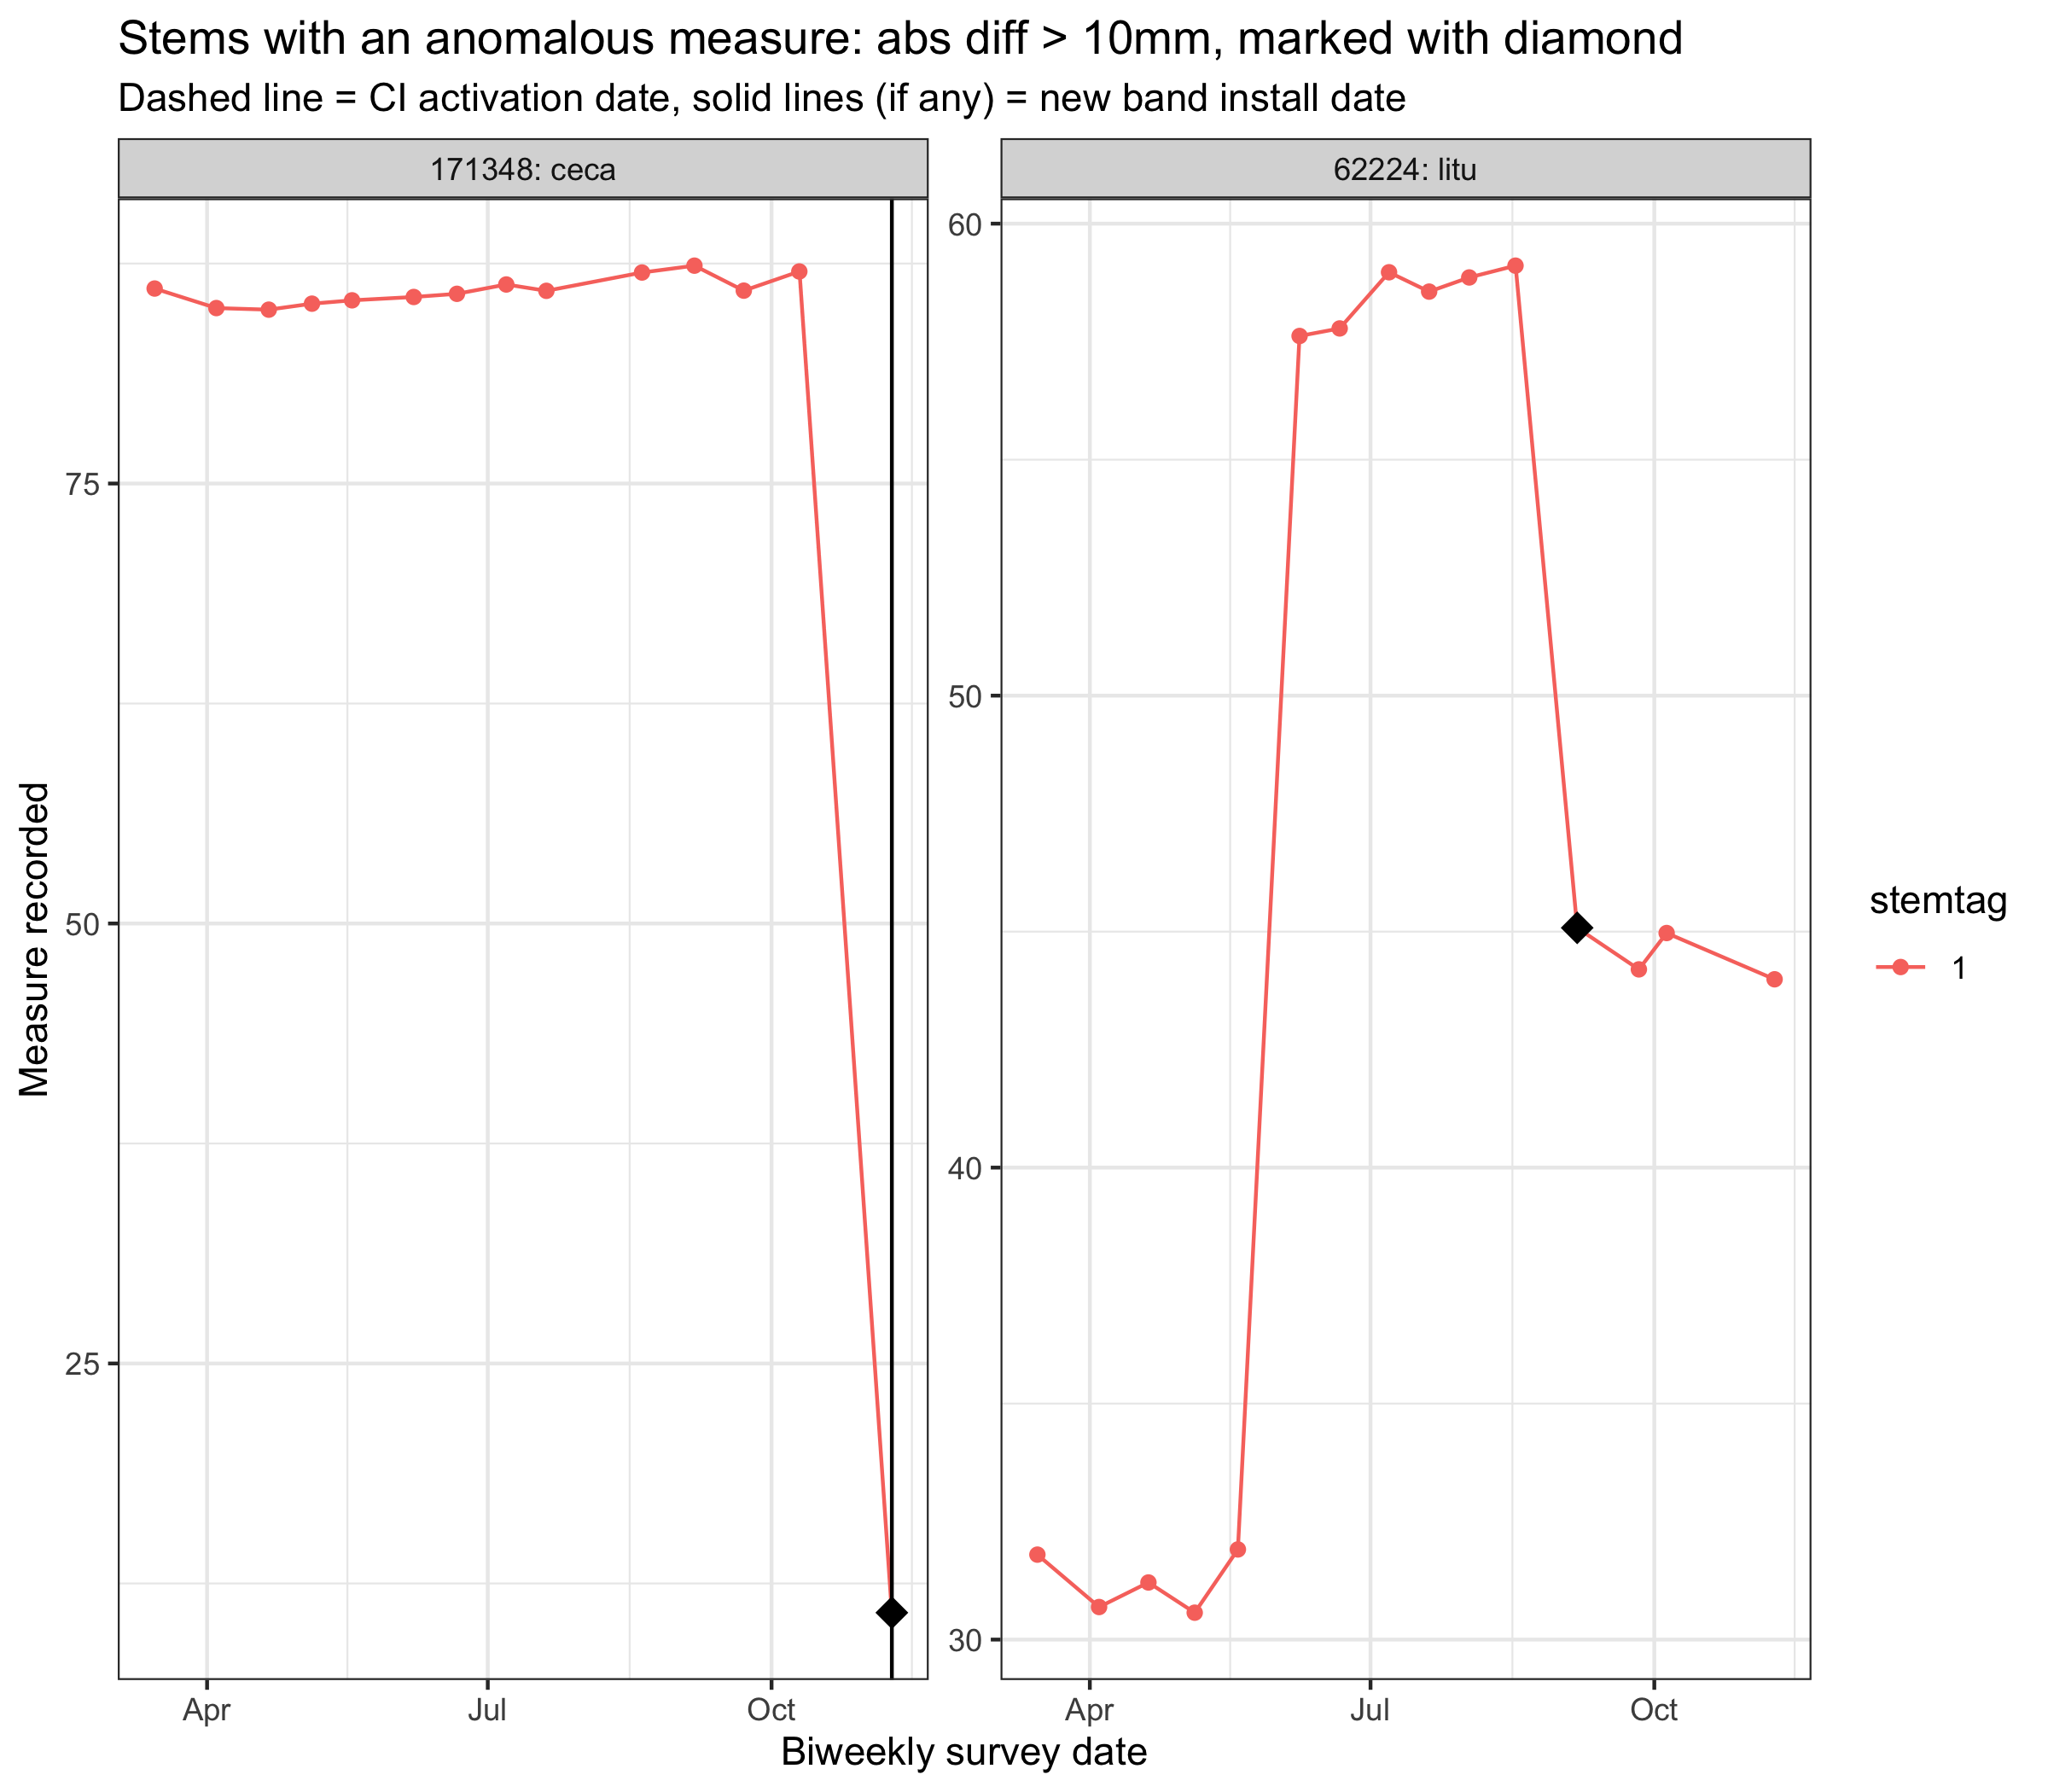 Stems with an anomalous measure: abs diff > 10mm, marked with diamond
Dashed line = CI activation date, solid lines (if any) = new band install date
171348: ceca
62224: litu
75
50
25
60
50
40
30
Measure recorded
Apr
Jul
Oct
Apr
Jul
Oct
Biweekly survey date
stemtag
1